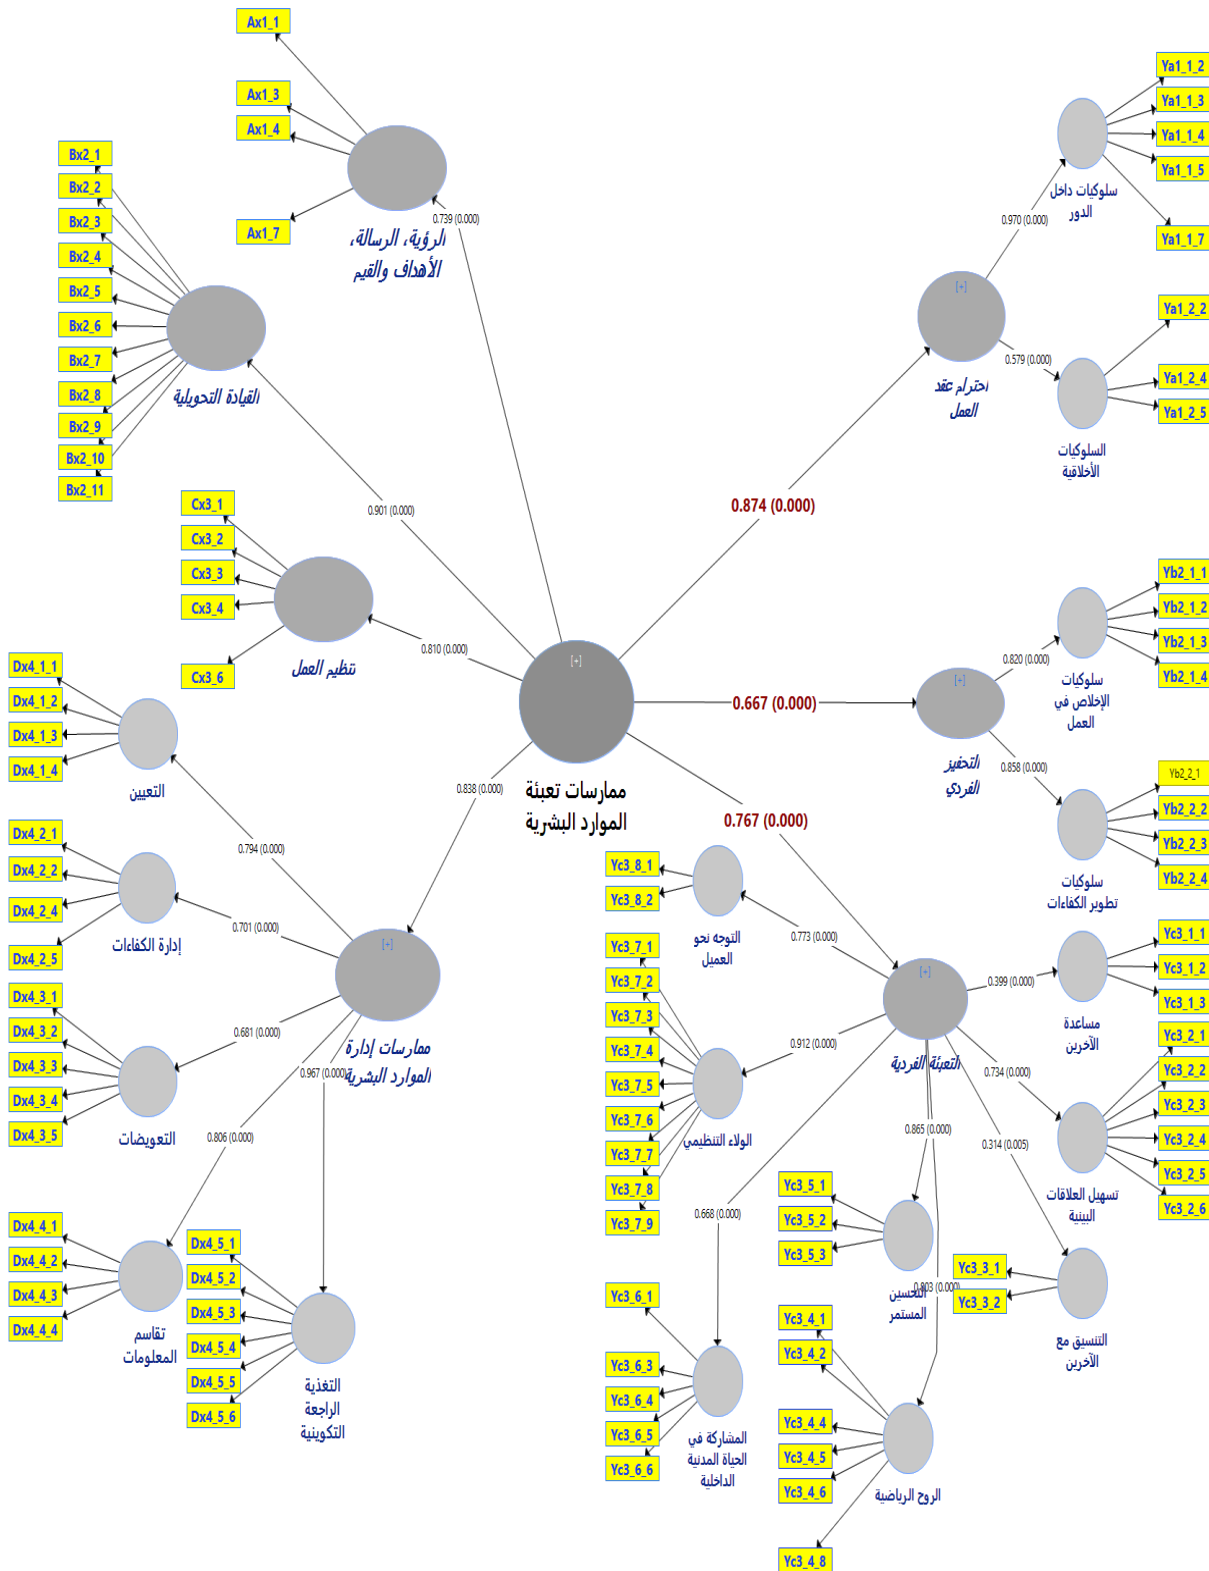 Ax1_1
Ax1_3
Ax1_4
Ax1_7
0.739 (0.000)
الرؤية، الرسالة،
الأهداف والقيم
Bx2_1
Bx2_2
Bx2_3
Bx2_4
Bx2_5
Bx2_6
Bx2_7
Bx2_8
Bx2_9
Bx2_10
Bx2_11
القيادة التحويلية
0.901 (0.000)
Cx3_1
Cx3_2
Cx3_3
Cx3_4
Cx3_6
تنظيم العمل
0.810 (0.000)
[+]
ممارسات تعبئة
الموارد البشرية
0.838 (0.000)
Dx4_1_1
Dx4_1_2
Dx4_1_3
Dx4_1_4
التعيين
0.794 (0.000)
Dx4_2_1
Dx4_2_2
Dx4_2_4
Dx4_2_5
إدارة الكفاءات
0.701 (0.000)
[+]
ممارسات إدارة
الموارد البشرية
Dx4_3_1
Dx4_3_2
Dx4_3_3
Dx4_3_4
Dx4_3_5
التعويضات
0.681 (0.000)
0.967 (0.000)
0.806 (0.000)
Dx4_4_1
Dx4_4_2
Dx4_4_3
Dx4_4_4
تقاسم
المعلومات
Dx4_5_1
Dx4_5_2
Dx4_5_3
Dx4_5_4
Dx4_5_5
Dx4_5_6
التغذية
الراجعة
التكوينية
Ya1_1_2
Ya1_1_3
Ya1_1_4
Ya1_1_5
Ya1_1_7
سلوكيات داخل
الدور
0.970 (0.000)
[+]
احترام عقد
العمل
0.579 (0.000)
Ya1_2_2
Ya1_2_4
Ya1_2_5
السلوكيات
الأخلاقية
0.874 (0.000)
Yb2_1_1
Yb2_1_2
Yb2_1_3
Yb2_1_4
سلوكيات
الإخلاص في
العمل
0.820 (0.000)
0.667 (0.000)
[+]
التحفيز
الفردي
0.858 (0.000)
Yb2_2_1
Yb2_2_2
Yb2_2_3
Yb2_2_4
سلوكيات
تطوير الكفاءات
0.767 (0.000)
Yc3_8_1
Yc3_8_2
التوجه نحو
العميل
0.773 (0.000)
[+]
التعبئة الفردية
0.399 (0.000)
Yc3_1_1
Yc3_1_2
Yc3_1_3
مساعدة
الآخرين
Yc3_7_1
Yc3_7_2
Yc3_7_3
Yc3_7_4
Yc3_7_5
Yc3_7_6
Yc3_7_7
Yc3_7_8
Yc3_7_9
الولاء التنظيمي
0.912 (0.000)
0.734 (0.000)
Yc3_2_1
Yc3_2_2
Yc3_2_3
Yc3_2_4
Yc3_2_5
Yc3_2_6
تسهيل العلاقات
البينية
0.865 (0.000)
0.314 (0.005)
0.668 (0.000)
Yc3_5_1
Yc3_5_2
Yc3_5_3
التحسين
المستمر
0.803 (0.000)
Yc3_3_1
Yc3_3_2
التنسيق مع
الآخرين
Yc3_6_1
Yc3_6_3
Yc3_6_4
Yc3_6_5
Yc3_6_6
المشاركة في
الحياة المدنية
الداخلية
Yc3_4_1
Yc3_4_2
Yc3_4_4
Yc3_4_5
Yc3_4_6
Yc3_4_8
الروح الرياضية